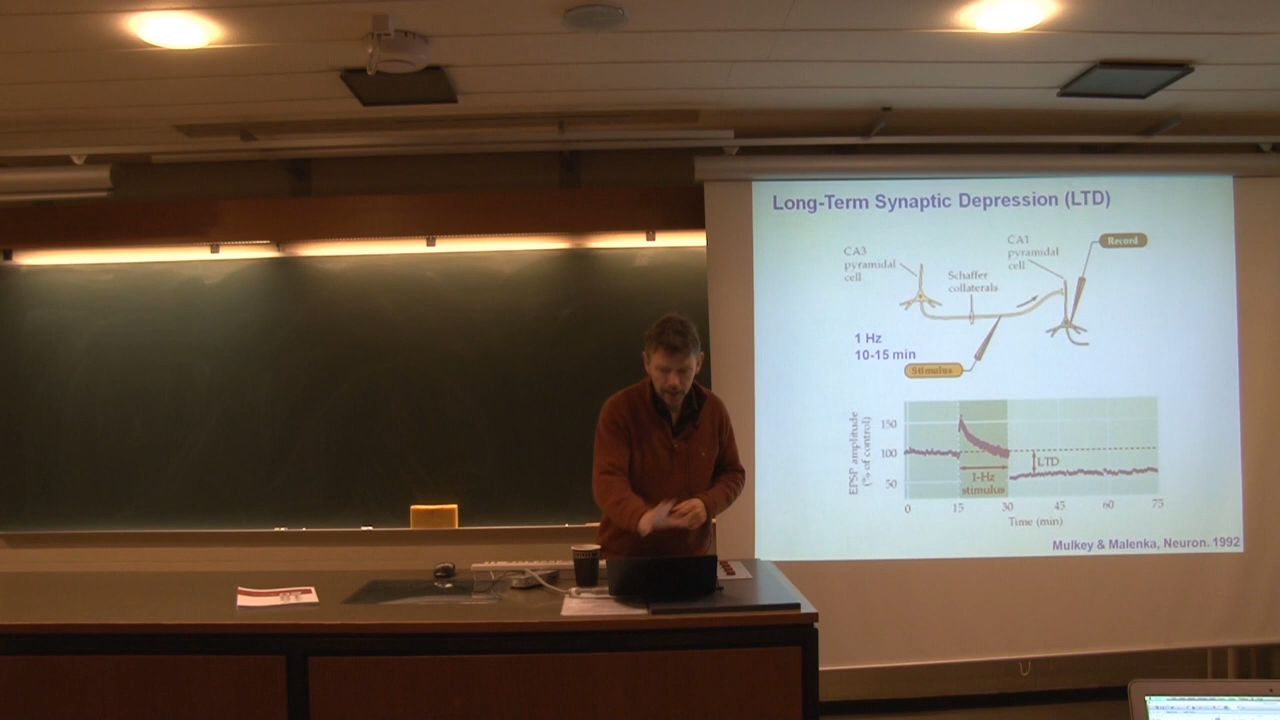 Long-Term Synaptic Depression (LTD)
CA3
pyramidal
cell
Schaffer
collaterals
CA1
pyramidal
cell
Record
1 Hz
10-15 min
Stimulus
EPSP amplitude
(% of control)
150
100
50
LTD
1-Hz
stimulus
0
15
30
45
60
75
Time (min)
Mulkey & Malenka, Neuron. 1992